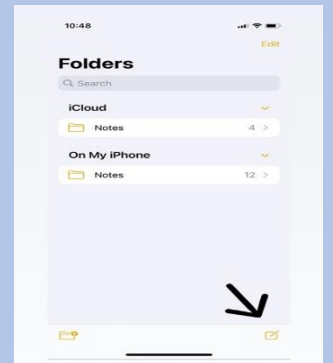 10:48
Edit
Folders
Search
iCloud
Notes 4
On My iPhone
Notes 12